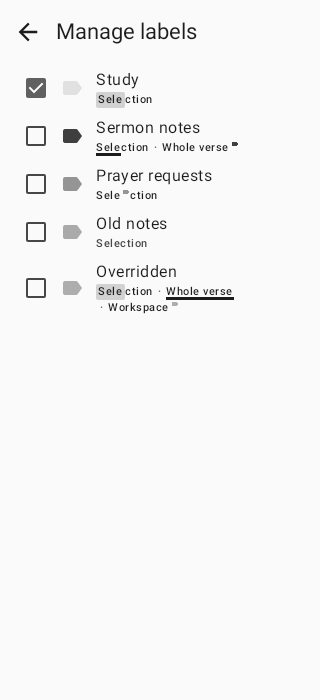 Manage labels
Study
Selection
Sermon notes
Selection · Whole verse
Prayer requests
Selection
Old notes
Selection
Overridden
Selection · Whole verse
· Workspace